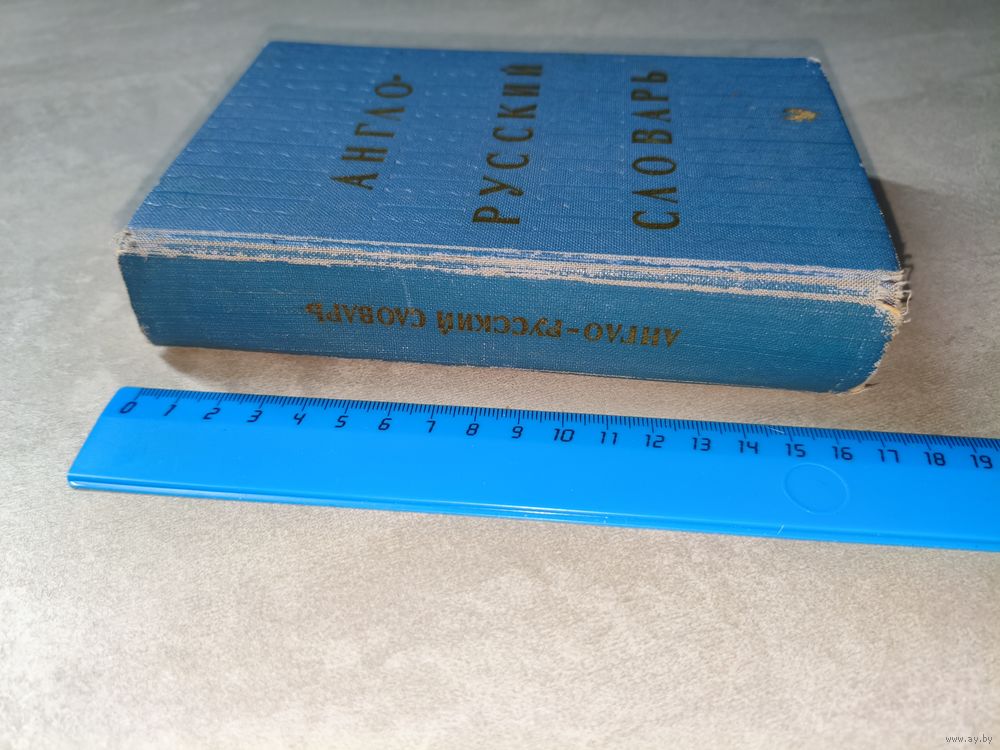 АНГЛО-
РУССКИЙ
СЛОВАРЬ
АНГЛО-РУССКИЙ СЛОВАРЬ
0 1 2 3 4 5 6 7 8 9 10 11 12 13 14 15 16 17 18 19
www.ay.by